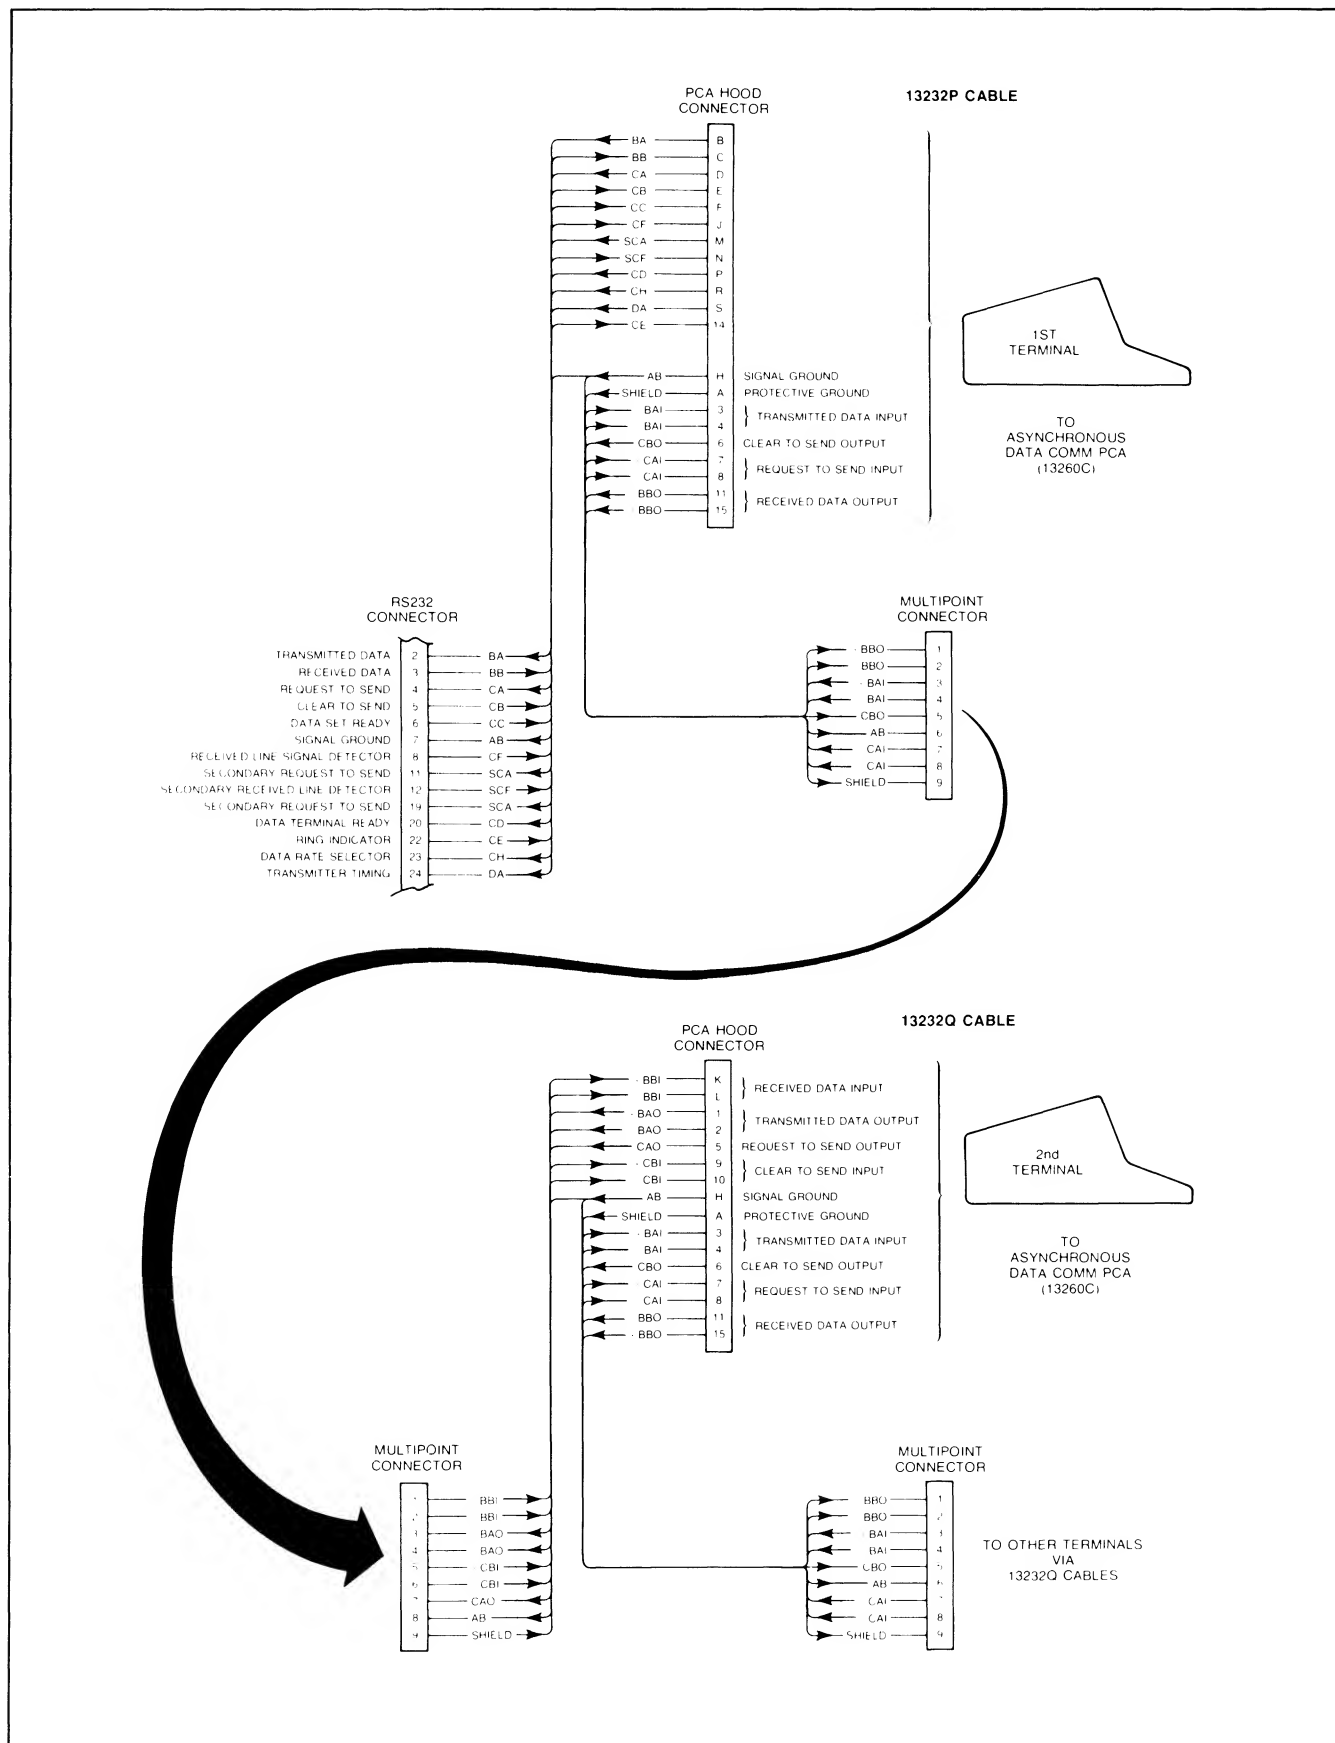 PCA HOOD
CONNECTOR
13232P CABLE
BA B
BB C
CA D
CB E
CC F
CF J
SCA M
SCF N
CD P
CH R
DA S
CE 14
AB H SIGNAL GROUND
SHIELD A PROTECTIVE GROUND
BAI 3
TRANSMITTED DATA INPUT
BAI 4
CBO 6 CLEAR TO SEND OUTPUT
CAI 7
REQUEST TO SEND INPUT
CAI 8
BBO 11
RECEIVED DATA OUTPUT
BBO 15
1ST
TERMINAL
TO
ASYNCHRONOUS
DATA COMM PCA
(13260C)
RS232
CONNECTOR
TRANSMITTED DATA 2 BA
RECEIVED DATA 3 BB
REQUEST TO SEND 4 CA
CLEAR TO SEND 5 CB
DATA SET READY 6 CC
SIGNAL GROUND 7 AB
RECEIVED LINE SIGNAL DETECTOR 8 CF
SECONDARY REQUEST TO SEND 11 SCA
SECONDARY RECEIVED LINE DETECTOR 12 SCF
SECONDARY REQUEST TO SEND 19 SCA
DATA TERMINAL READY 20 CD
RING INDICATOR 22 CE
DATA RATE SELECTOR 23 CH
TRANSMITTER TIMING 24 DA
MULTIPOINT
CONNECTOR
BBO 1
BBO 2
BAI 3
BAI 4
CBO 5
AB 6
CAI 7
CAI 8
SHIELD 9
PCA HOOD
CONNECTOR
13232Q CABLE
BBI K
RECEIVED DATA INPUT
BBI L
BAO 1
TRANSMITTED DATA OUTPUT
BAO 2
CAO 5 REQUEST TO SEND OUTPUT
CBI 9
CLEAR TO SEND INPUT
CBI 10
AB H SIGNAL GROUND
SHIELD A PROTECTIVE GROUND
BAI 3
TRANSMITTED DATA INPUT
BAI 4
CBO 6 CLEAR TO SEND OUTPUT
CAI 7
REQUEST TO SEND INPUT
CAI 8
BBO 11
RECEIVED DATA OUTPUT
BBO 15
2nd
TERMINAL
TO
ASYNCHRONOUS
DATA COMM PCA
(13260C)
MULTIPOINT
CONNECTOR
1 BBI
2 BBI
3 BAO
4 BAO
5 CBI
6 CBI
7 CAO
8 AB
9 SHIELD
MULTIPOINT
CONNECTOR
BBO 1
BBO 2
BAI 3
BAI 4
CBO 5
AB 6
CAI 7
CAI 8
SHIELD 9
TO OTHER TERMINALS
VIA
13232Q CABLES